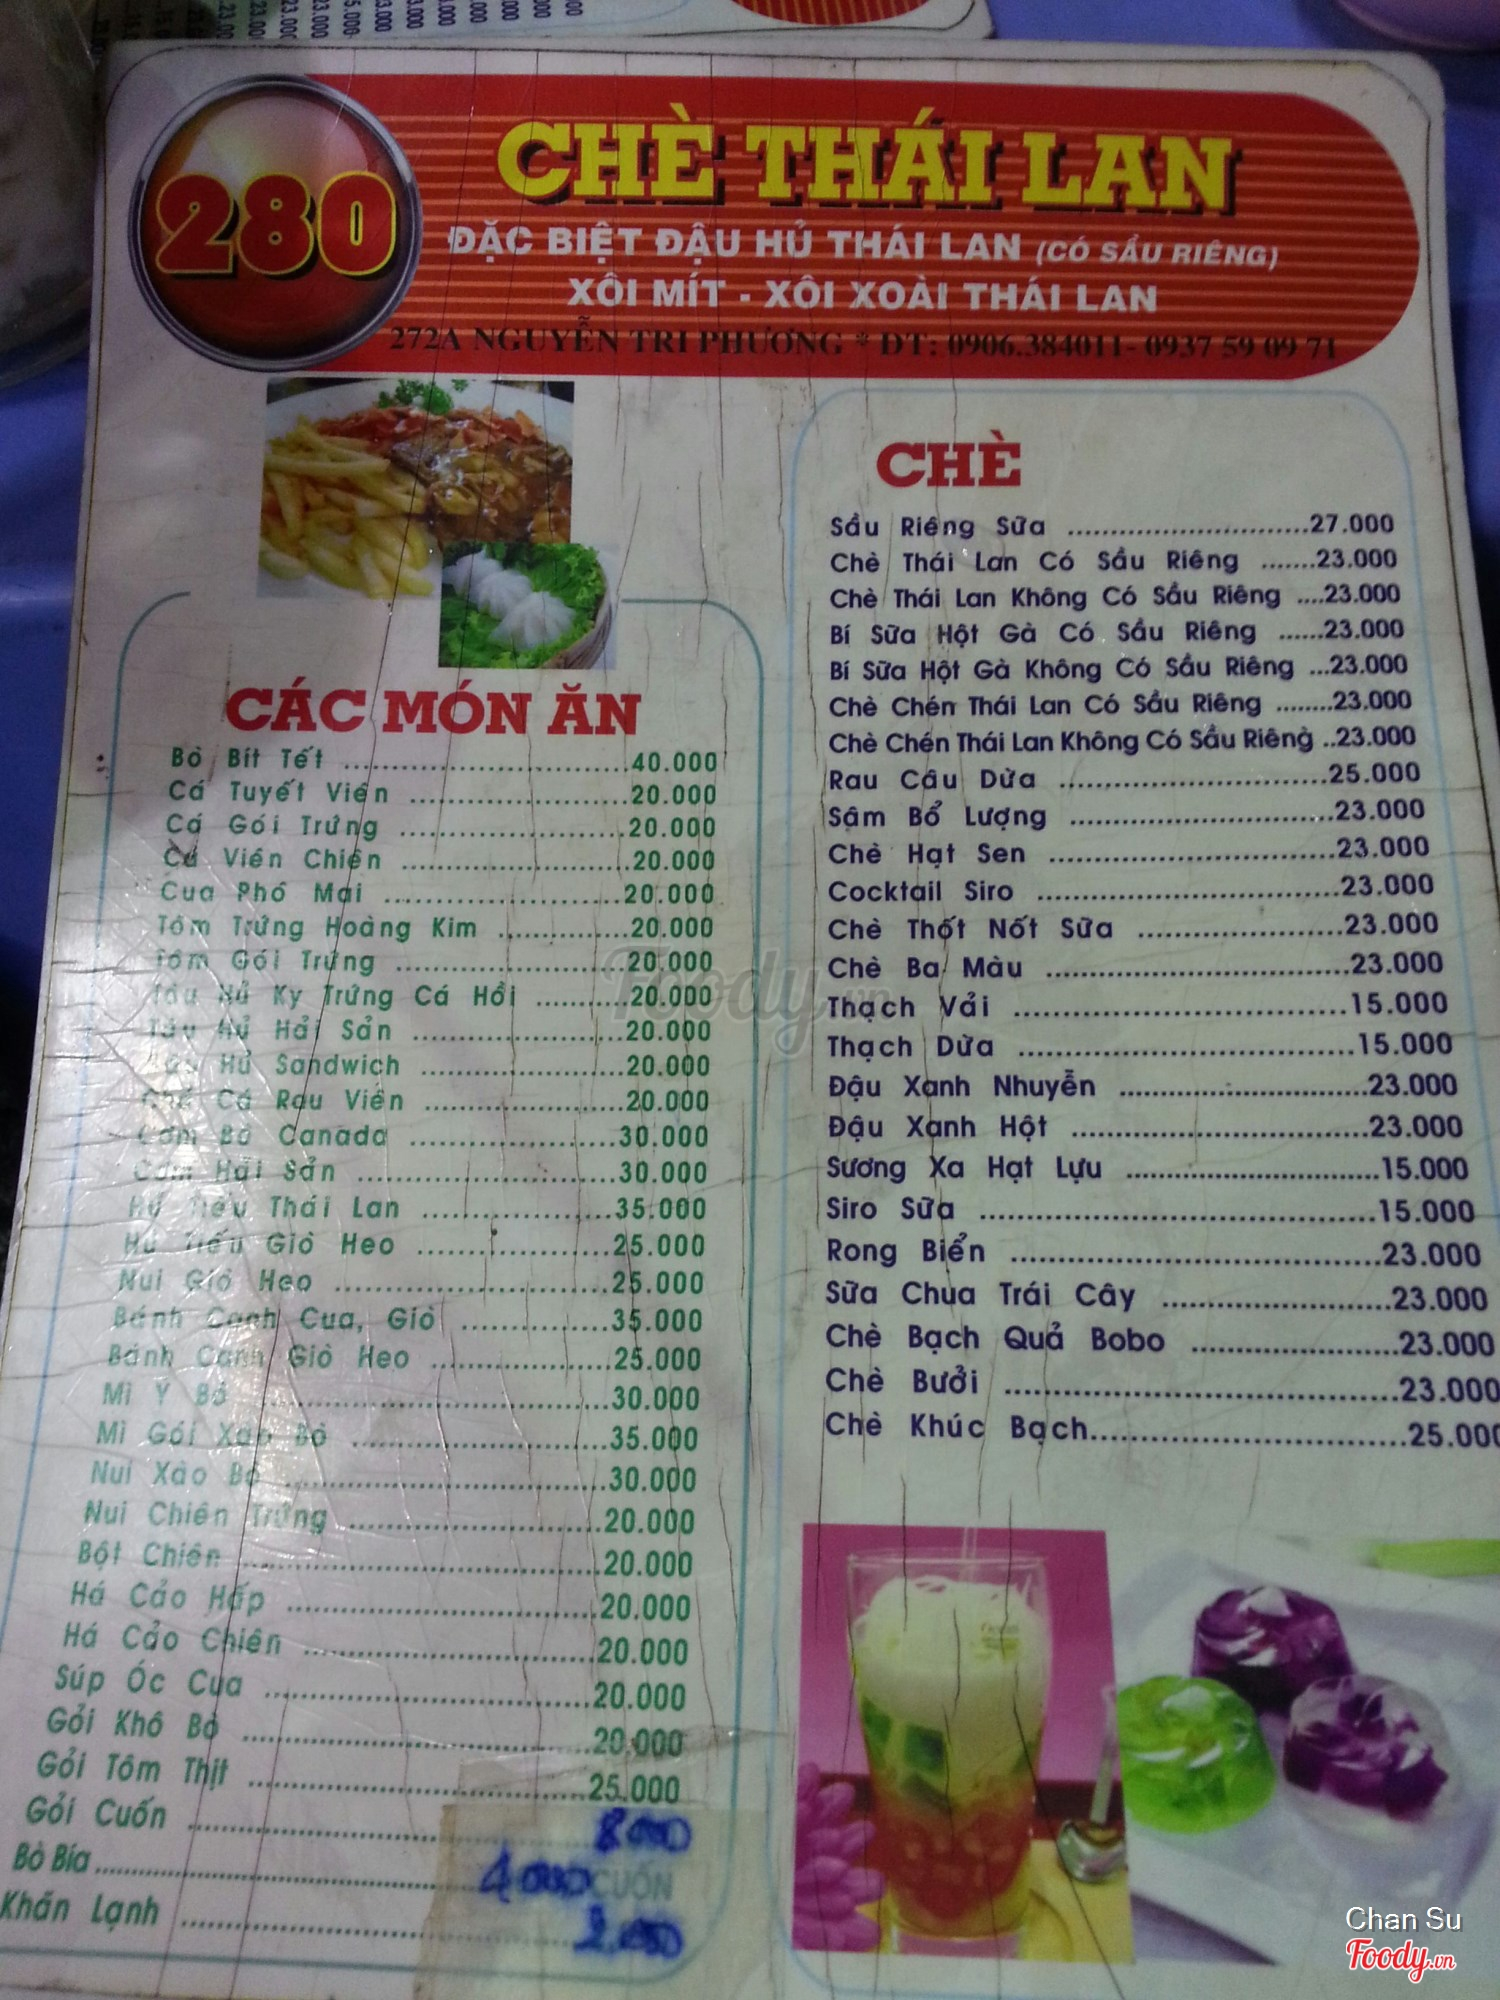 280
CHÈ THÁI LAN
ĐẶC BIỆT ĐẬU HỦ THÁI LAN (CÓ SẦU RIÊNG)
XÔI MÍT - XÔI XOÀI THÁI LAN
272A NGUYỄN TRI PHƯƠNG * DT: 0906.384011- 0937 59 09 71
CÁC MÓN ĂN
Bò Bít Tết ....................40.000
Cá Tuyết Viên ....................20.000
Cá Gói Trứng ....................20.000
Cá Viên Chiên ....................20.000
Cua Phô Mai ....................20.000
Tôm Trứng Hoàng Kim ............20.000
Tôm Gói Trứng ....................20.000
Tàu Hủ Ky Trứng Cá Hồi ..........20.000
Tàu Hủ Hải Sản ..................20.000
Tàu Hủ Sandwich ..................20.000
Chả Cá Rau Viên ..................20.000
Cơm Bò Canada ..................30.000
Cơm Hải Sản ....................30.000
Hủ Tiếu Thái Lan ................35.000
Hủ Tiếu Giò Heo ................25.000
Nui Giò Heo ....................25.000
Bánh Canh Cua, Giò ..............35.000
Bánh Canh Giò Heo ..............25.000
Mì Ý Bò ........................30.000
Mì Gói Xào Bò ..................35.000
Nui Xào Bò ......................30.000
Nui Chiên Trứng ................20.000
Bột Chiên ......................20.000
Há Cảo Hấp ....................20.000
Há Cảo Chiên ..................20.000
Súp Óc Cua ....................20.000
Gỏi Khô Bò ....................20.000
Gỏi Tôm Thịt ..................25.000
Gỏi Cuốn ......................8000
Bò Bía........................4000 CUỐN
Khăn Lạnh ......................2.000
CHÈ
Sầu Riêng Sữa ....................27.000
Chè Thái Lan Có Sầu Riêng .......23.000
Chè Thái Lan Không Có Sầu Riêng ....23.000
Bí Sữa Hột Gà Có Sầu Riêng ......23.000
Bí Sữa Hột Gà Không Có Sầu Riêng ...23.000
Chè Chén Thái Lan Có Sầu Riêng ........23.000
Chè Chén Thái Lan Không Có Sầu Riêng ..23.000
Rau Câu Dừa ....................25.000
Sâm Bổ Lượng ....................23.000
Chè Hạt Sen ....................23.000
Cocktail Siro ....................23.000
Chè Thốt Nốt Sữa ................23.000
Chè Ba Màu ....................23.000
Thạch Vải ......................15.000
Thạch Dừa ......................15.000
Đậu Xanh Nhuyễn ................23.000
Đậu Xanh Hột ....................23.000
Sương Xa Hạt Lựu ................15.000
Siro Sữa ........................15.000
Rong Biển ......................23.000
Sữa Chua Trái Cây ................23.000
Chè Bạch Quả Bobo ..............23.000
Chè Bưởi ........................23.000
Chè Khúc Bạch....................25.000
Foody.vn
Chan Su
Foody.vn